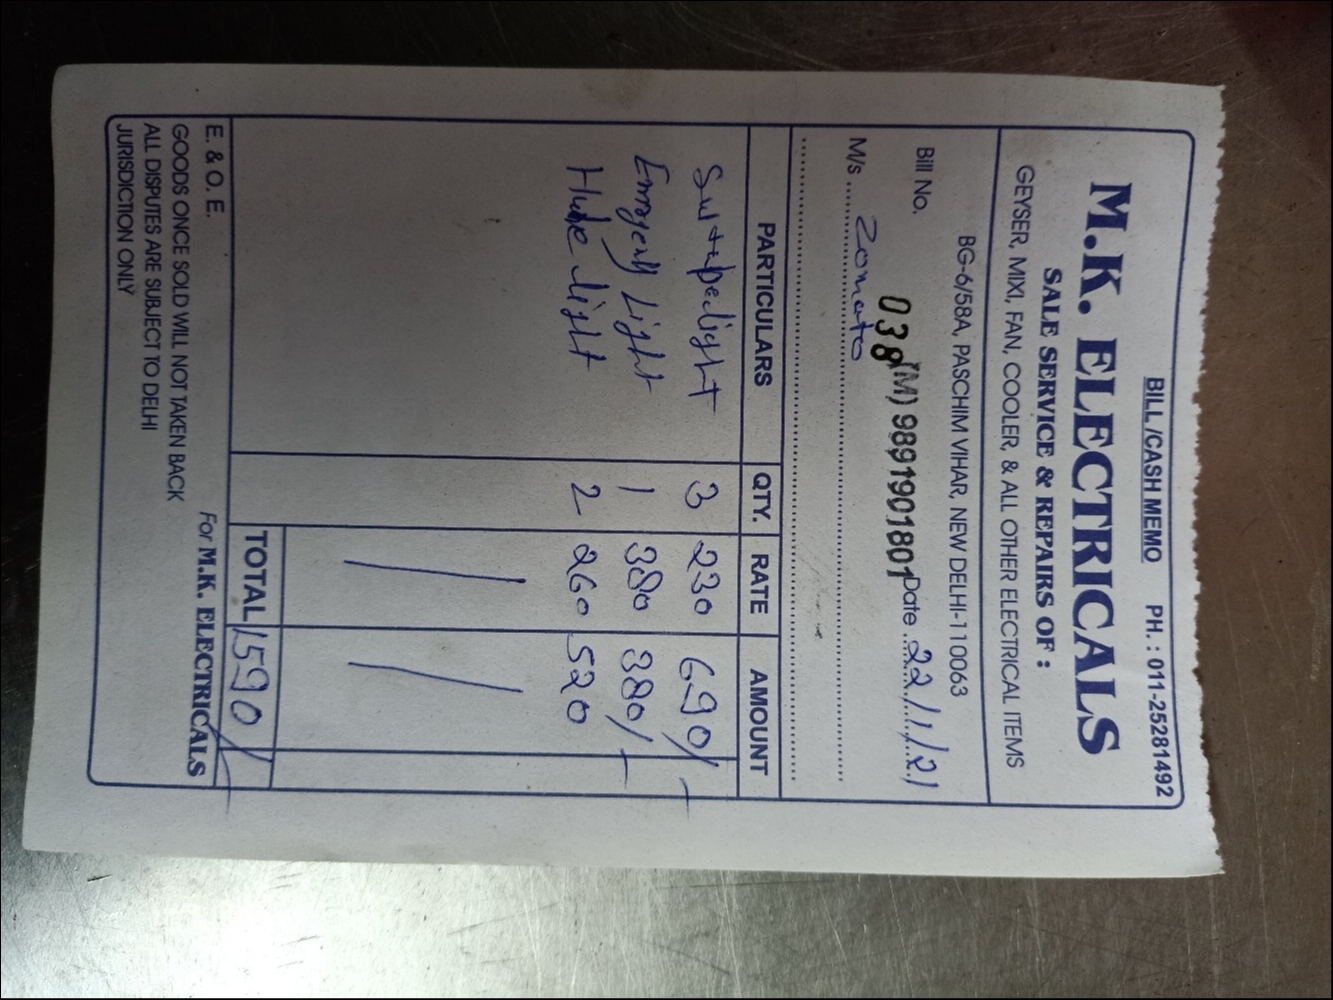 BILL /CASH MEMO PH. : 011-25281492
M.K. ELECTRICALS
SALE SERVICE & REPAIRS OF :
GEYSER, MIXI, FAN, COOLER, & ALL OTHER ELECTRICAL ITEMS
BG-6/58A, PASCHIM VIHAR, NEW DELHI-110063
(M) 9891901801
Bill No. 038 Date 22/1/21
M/s Zomato
PARTICULARS QTY. RATE AMOUNT
3 230 690/-
Light 1 380 380/-
light 2 260 520
TOTAL 1590/-
E. & O. E. For M.K. ELECTRICALS
GOODS ONCE SOLD WILL NOT TAKEN BACK
ALL DISPUTES ARE SUBJECT TO DELHI
JURISDICTION ONLY